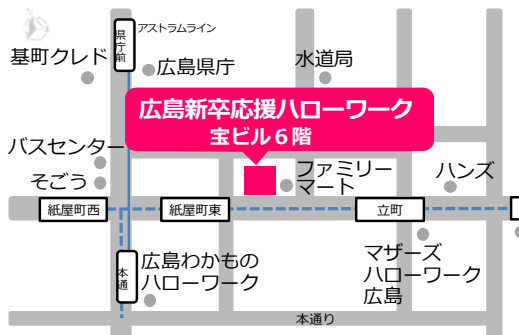 アストラムライン
県庁前
基町クレド
広島県庁
水道局
広島新卒応援ハローワーク
宝ビル６階
バスセンター
そごう
ファミリー
マート
ハンズ
紙屋町西
紙屋町東
立町
本通
広島わかもの
ハローワーク
マザーズ
ハローワーク
広島
本通り